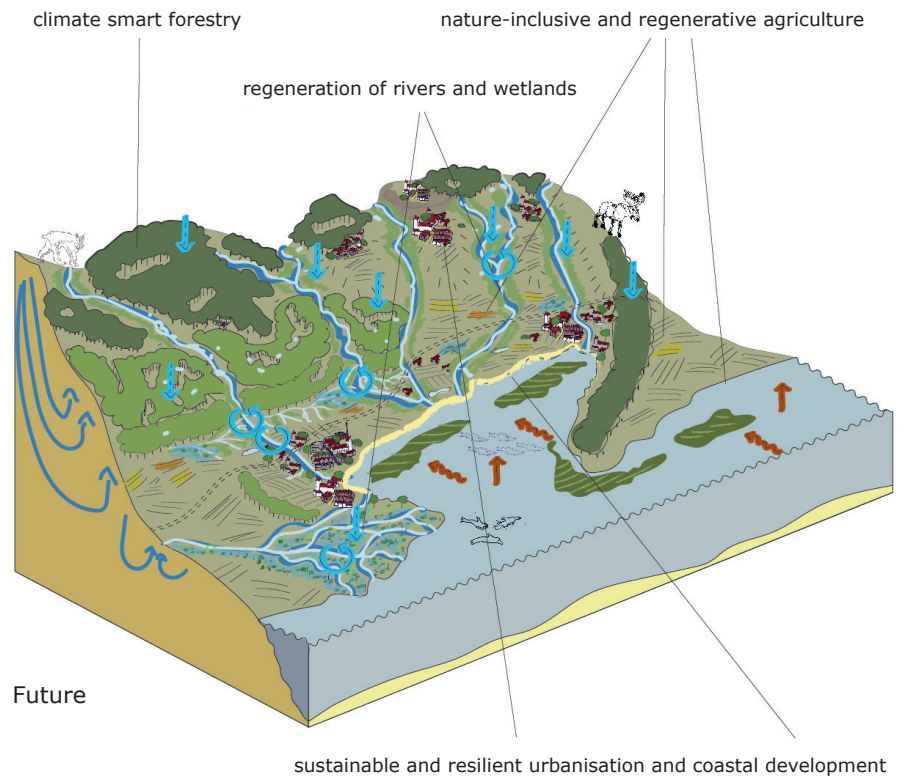 climate smart forestry
nature-inclusive and regenerative agriculture
regeneration of rivers and wetlands
Future
sustainable and resilient urbanisation and coastal development